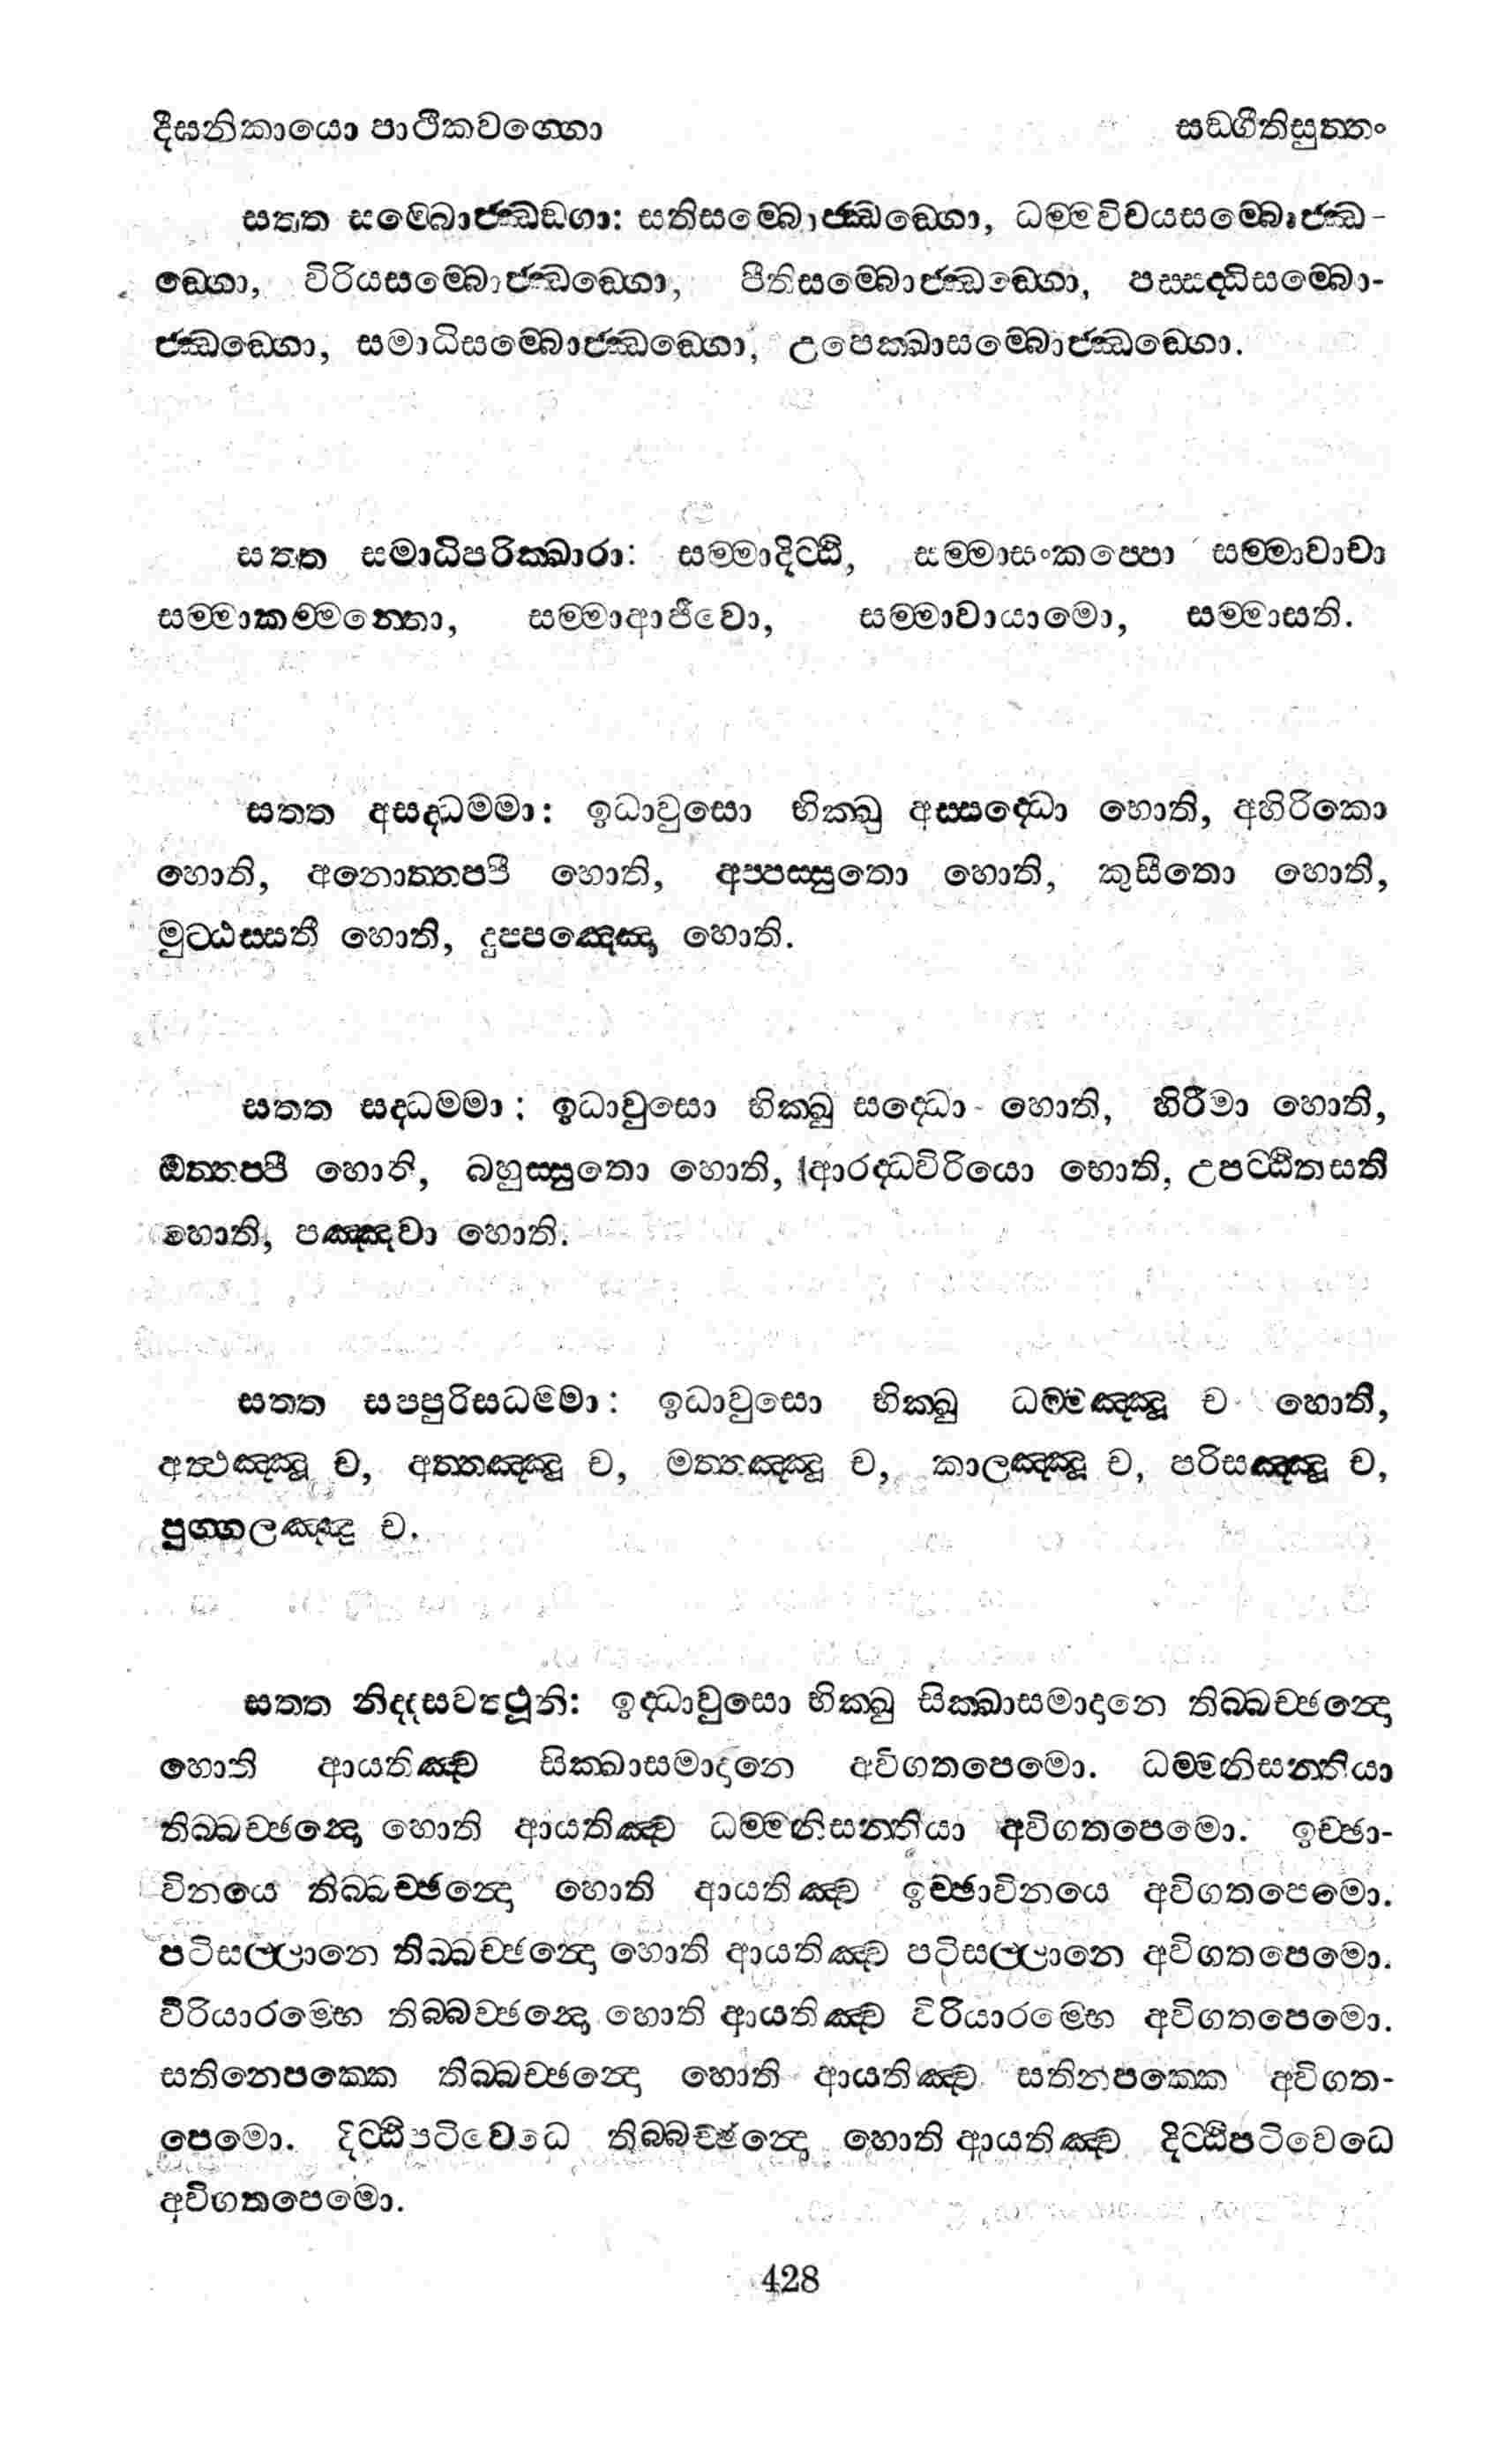 දීඝනිකායො පාථිකවග්ගො සඞ්ගීතිසුත්තං
සත්ත සම්බොජ්ඣඞ්ගා: සතිසම්බොජ්ඣඞ්ගො, ධම්මවිචයසම්බොජ්ඣ-
ඞ්ගො, විරියසම්බොජ්ඣඞ්ගො, පීතිසම්බොජ්ඣඞ්ගො, පස්සද්ධිසම්බො-
ජ්ඣඞ්ගො, සමාධිසම්බොජ්ඣඞ්ගො, උපෙක්ඛාසම්බොජ්ඣඞ්ගො.
සත්ත සමාධිපරික්ඛාරා: සම්මාදිට්ඨි, සම්මාසංකප්පො සම්මාවාචා
සම්මාකම්මන්තො, සම්මාආජීවො, සම්මාවායාමො, සම්මාසති.
සත්ත අසද්ධම්මා: ඉධාවුසො භික්ඛු අස්සද්ධො හොති, අහිරිකො
හොති, අනොත්තප්පී හොති, අප්පස්සුතො හොති, කුසීතො හොති,
මුට්ඨස්සතී හොති, දුප්පඤ්ඤො හොති.
සත්ත සද්ධම්මා: ඉධාවුසො භික්ඛු සද්ධො හොති, හිරිමා හොති,
ඔත්තප්පී හොති, බහුස්සුතො හොති, ආරද්ධවිරියො හොති, උපට්ඨිතසති
හොති, පඤ්ඤවා හොති.
සත්ත සප්පුරිසධම්මා: ඉධාවුසො භික්ඛු ධම්මඤ්ඤූ ච හොති,
අත්ථඤ්ඤූ ච, අත්තඤ්ඤූ ච, මත්තඤ්ඤූ ච, කාලඤ්ඤූ ච, පරිසඤ්ඤූ ච,
පුග්ගලඤ්ඤූ ච.
සත්ත නිද්දසවත්ථූනි: ඉද්ධාවුසො භික්ඛු සික්ඛාසමාදානෙ තිබ්බච්ඡන්දො
හොති ආයතිඤ්ච සික්ඛාසමාදානෙ අවිගතපෙමො. ධම්මනිසන්තියා
තිබ්බච්ඡන්දො හොති ආයතිඤ්ච ධම්මනිසන්තියා අවිගතපෙමො. ඉච්ඡා-
විනයෙ තිබ්බච්ඡන්දො හොති ආයතිඤ්ච ඉච්ඡාවිනයෙ අවිගතපෙමො.
පටිසල්ලානෙ තිබ්බච්ඡන්දො හොති ආයතිඤ්ච පටිසල්ලානෙ අවිගතපෙමො.
විරියාරම්භෙ තිබ්බච්ඡන්දො හොති ආයතිඤ්ච විරියාරම්භෙ අවිගතපෙමො.
සතිනෙපක්කෙ තිබ්බච්ඡන්දො හොති ආයතිඤ්ච සතිනපක්කෙ අවිගත-
පෙමො. දිට්ඨිපටිවෙධෙ තිබ්බච්ඡන්දො හොති ආයතිඤ්ච දිට්ඨිපටිවෙධෙ
අවිගතපෙමො.
428